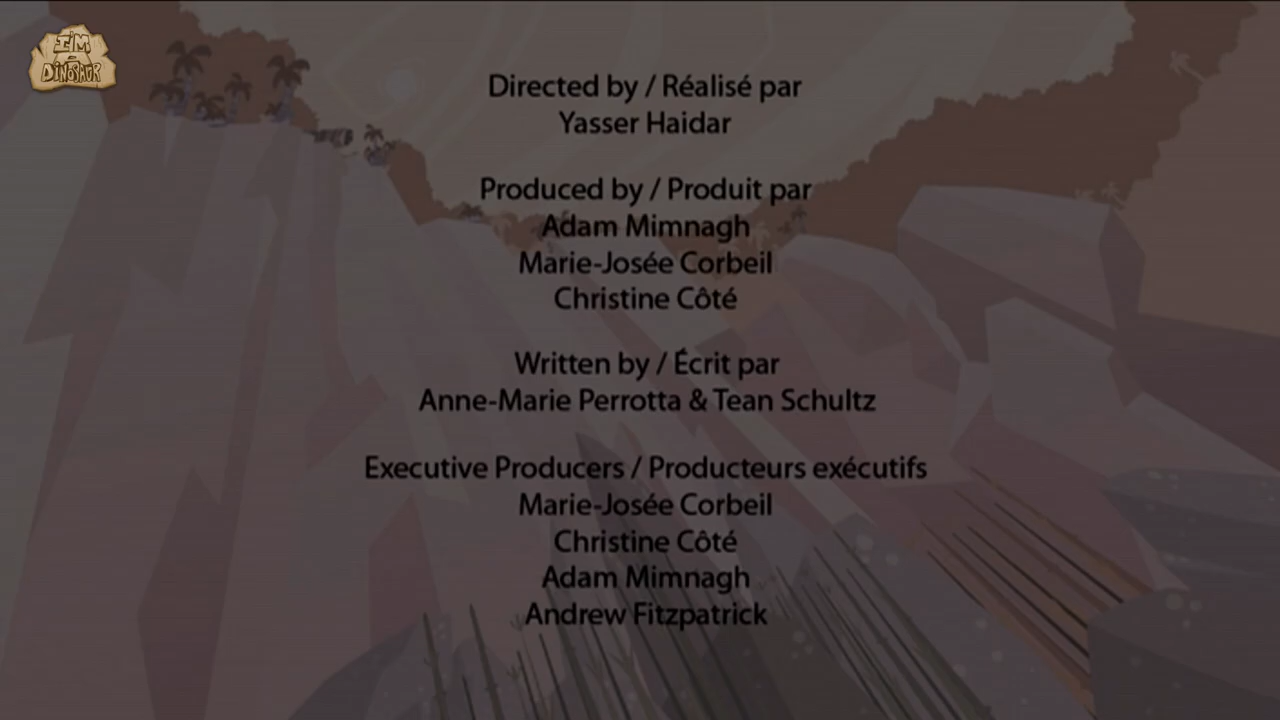 I'M
A
DINOSAUR
Directed by / Réalisé par
Yasser Haidar
Produced by / Produit par
Adam Mimnagh
Marie-Josée Corbeil
Christine Côté
Written by / Écrit par
Anne-Marie Perrotta & Tean Schultz
Executive Producers / Producteurs exécutifs
Marie-Josée Corbeil
Christine Côté
Adam Mimnagh
Andrew Fitzpatrick